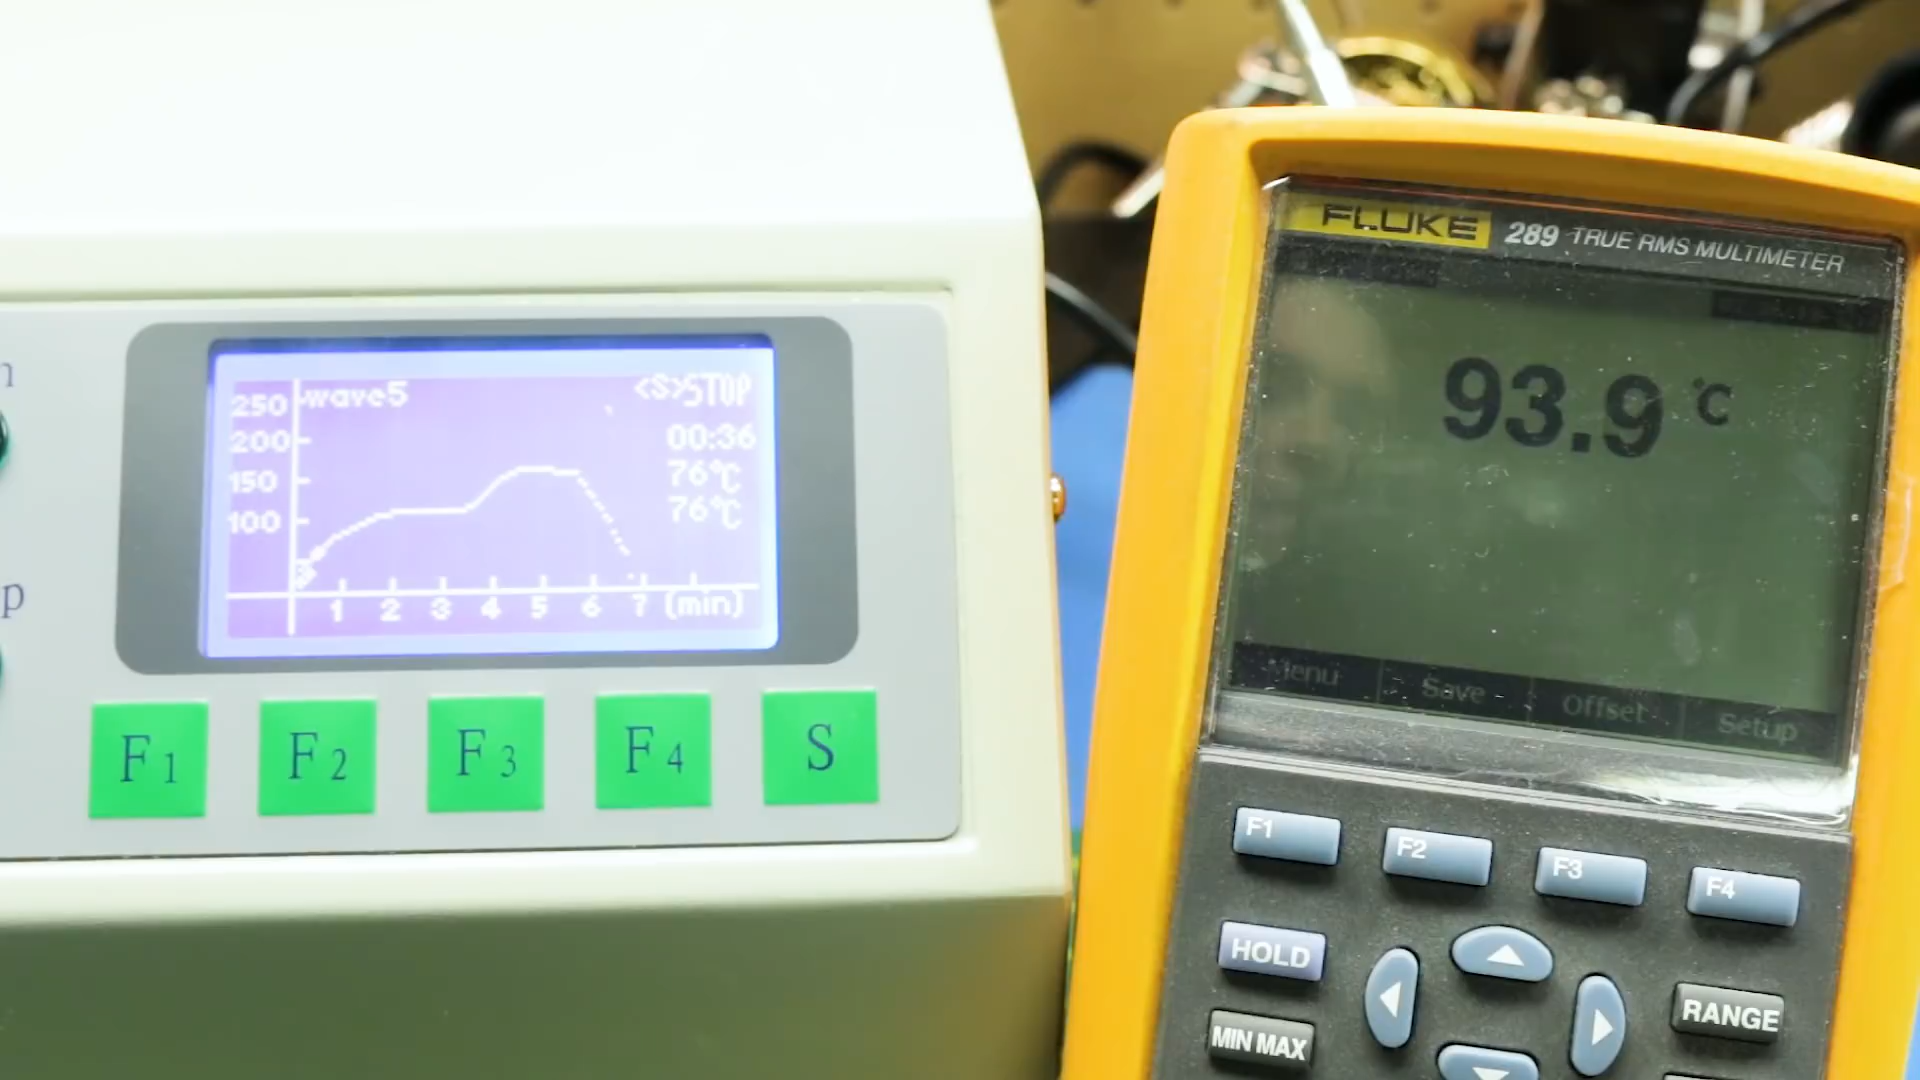 n
p
wave5
<S>STOP
250
200
150
100
00:36
76°C
76°C
1 2 3 4 5 6 7 (min)
F1 F2 F3 F4 S
FLUKE 289 TRUE RMS MULTIMETER
93.9 °C
Menu Save Offset Setup
F1 F2 F3 F4
HOLD
RANGE
MIN MAX